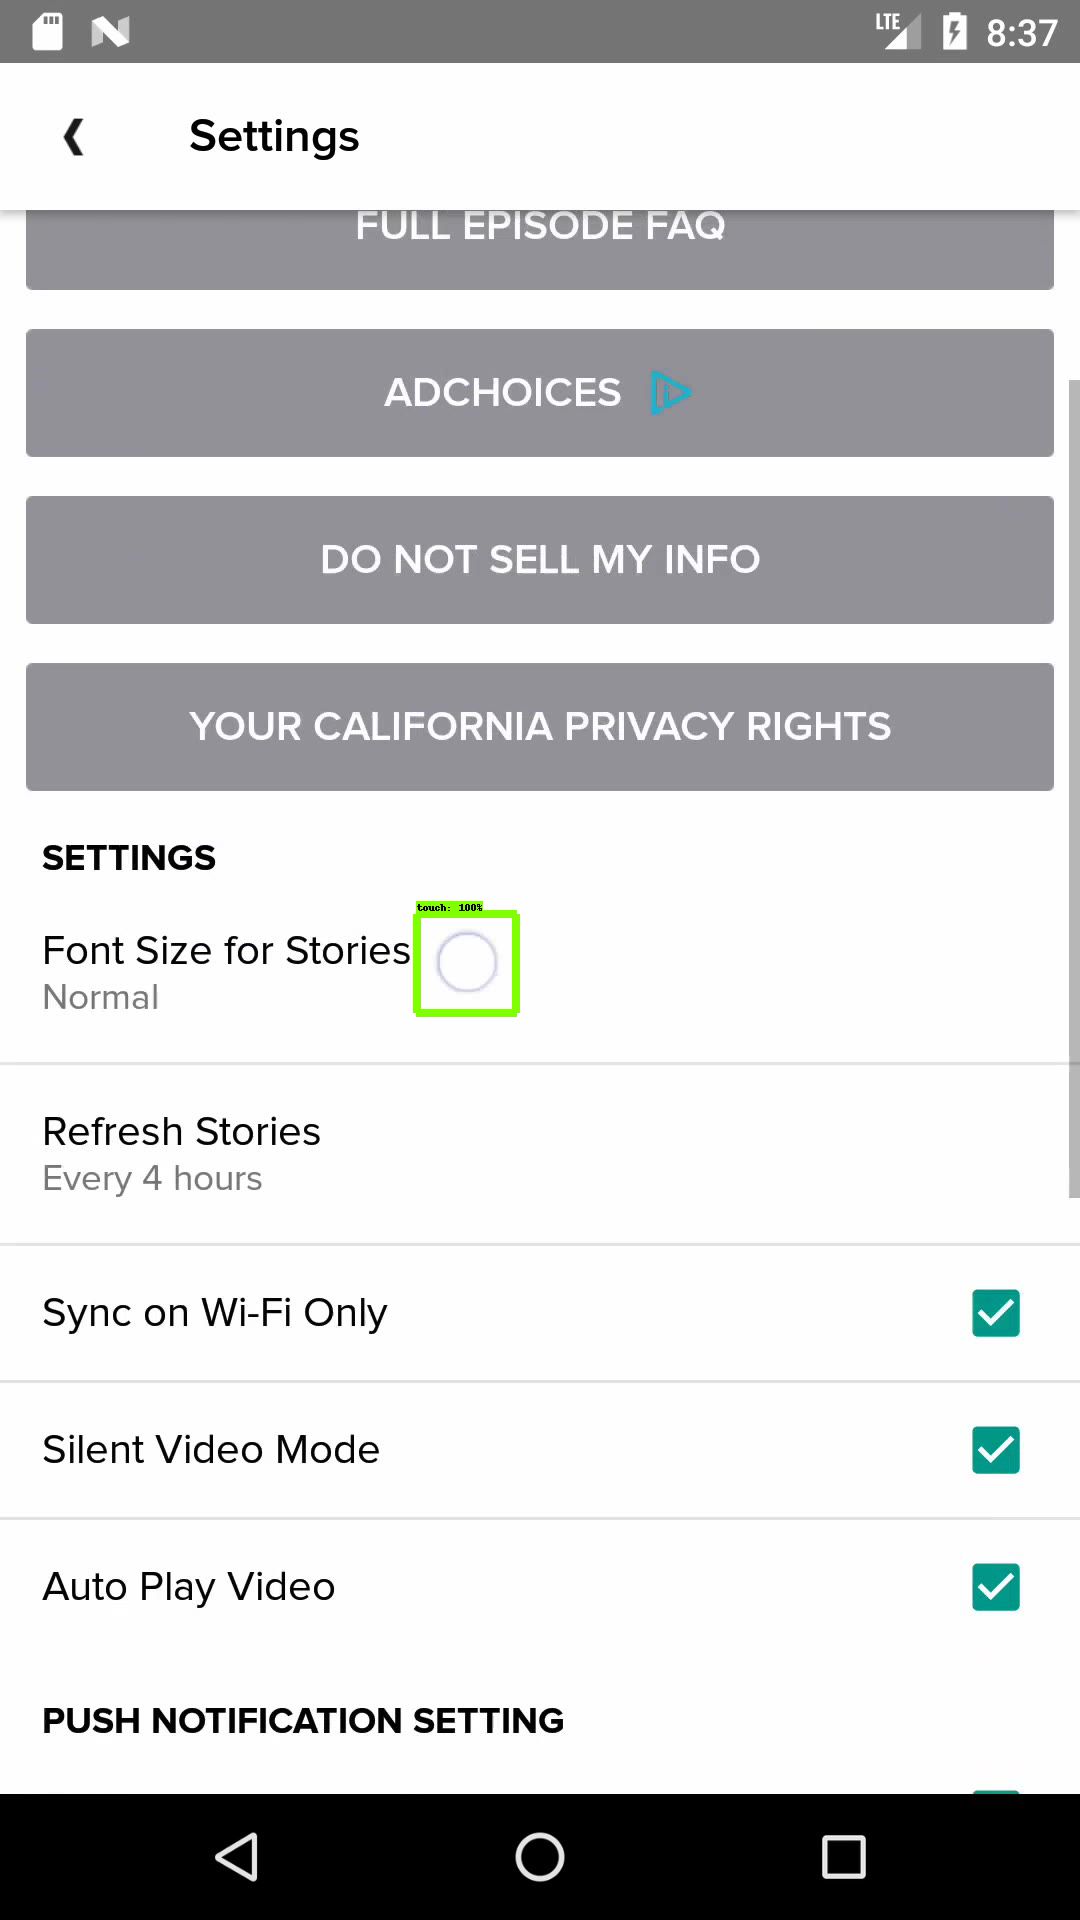 LTE 8:37
Settings
FULL EPISODE FAQ
ADCHOICES
DO NOT SELL MY INFO
YOUR CALIFORNIA PRIVACY RIGHTS
SETTINGS
touch: 100%
Font Size for Stories
Normal
Refresh Stories
Every 4 hours
Sync on Wi-Fi Only
Silent Video Mode
Auto Play Video
PUSH NOTIFICATION SETTING